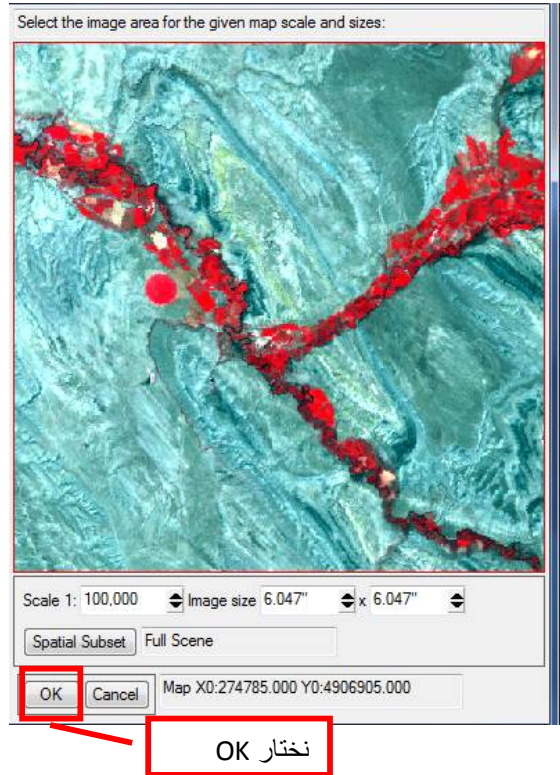 Select the image area for the given map scale and sizes:
Scale 1: 100,000 Image size 6.047" x 6.047"
Spatial Subset Full Scene
OK Cancel Map X0:274785.000 Y0:4906905.000
نختار OK